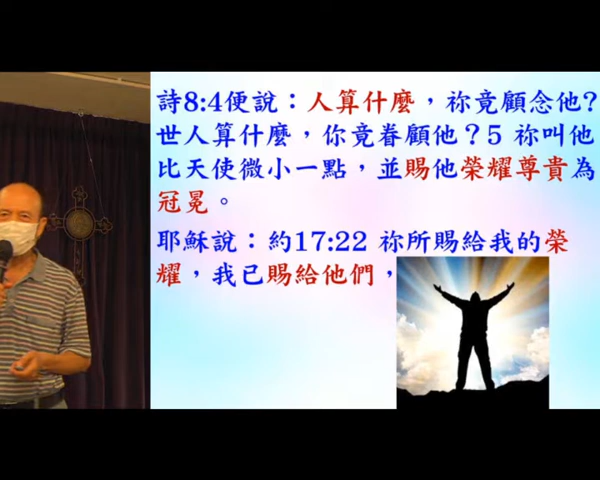 詩8:4便說：人算什麼，祢竟顧念他?
世人算什麼，你竟眷顧他？5 祢叫他
比天使微小一點，並賜他榮耀尊貴為
冠冕。
耶穌說：約17:22 祢所賜給我的榮
耀，我已賜給他們，